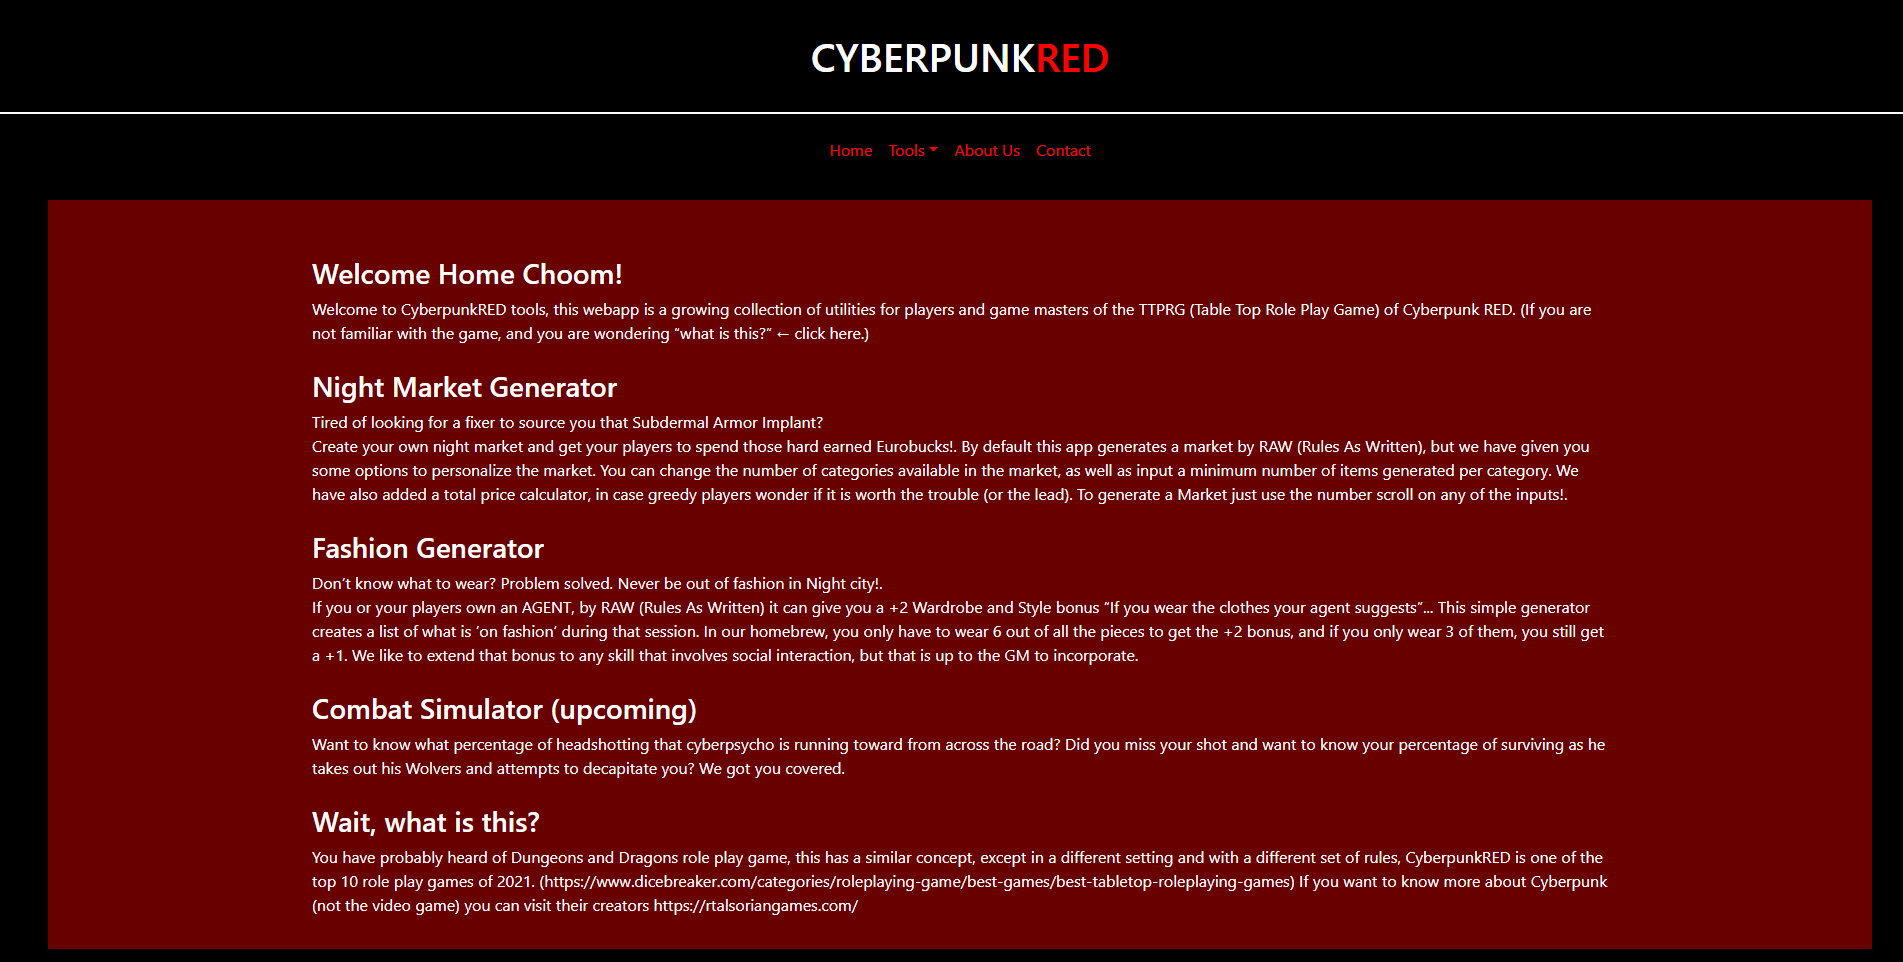 CYBERPUNKRED
Home Tools About Us Contact
Welcome Home Choom!
Welcome to CyberpunkRED tools, this webapp is a growing collection of utilities for players and game masters of the TTPRG (Table Top Role Play Game) of Cyberpunk RED. (If you are
not familiar with the game, and you are wondering “what is this?” ← click here.)
Night Market Generator
Tired of looking for a fixer to source you that Subdermal Armor Implant?
Create your own night market and get your players to spend those hard earned Eurobucks!. By default this app generates a market by RAW (Rules As Written), but we have given you
some options to personalize the market. You can change the number of categories available in the market, as well as input a minimum number of items generated per category. We
have also added a total price calculator, in case greedy players wonder if it is worth the trouble (or the lead). To generate a Market just use the number scroll on any of the inputs!.
Fashion Generator
Don’t know what to wear? Problem solved. Never be out of fashion in Night city!.
If you or your players own an AGENT, by RAW (Rules As Written) it can give you a +2 Wardrobe and Style bonus “If you wear the clothes your agent suggests”... This simple generator
creates a list of what is ‘on fashion’ during that session. In our homebrew, you only have to wear 6 out of all the pieces to get the +2 bonus, and if you only wear 3 of them, you still get
a +1. We like to extend that bonus to any skill that involves social interaction, but that is up to the GM to incorporate.
Combat Simulator (upcoming)
Want to know what percentage of headshotting that cyberpsycho is running toward from across the road? Did you miss your shot and want to know your percentage of surviving as he
takes out his Wolvers and attempts to decapitate you? We got you covered.
Wait, what is this?
You have probably heard of Dungeons and Dragons role play game, this has a similar concept, except in a different setting and with a different set of rules, CyberpunkRED is one of the
top 10 role play games of 2021. (https://www.dicebreaker.com/categories/roleplaying-game/best-games/best-tabletop-roleplaying-games) If you want to know more about Cyberpunk
(not the video game) you can visit their creators https://rtalsoriangames.com/